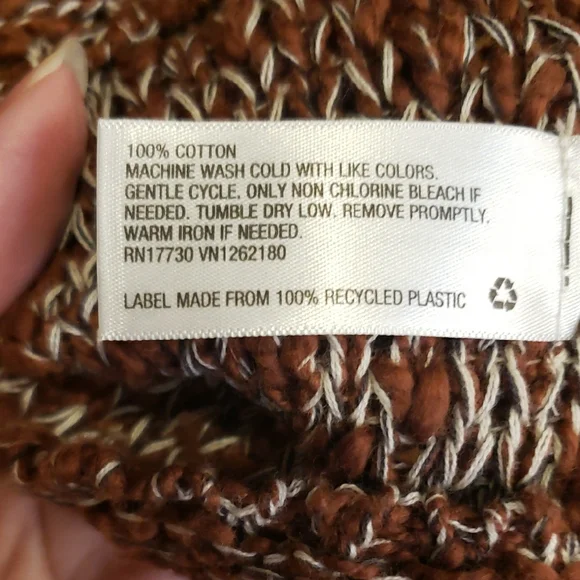 100% COTTON
MACHINE WASH COLD WITH LIKE COLORS.
GENTLE CYCLE. ONLY NON CHLORINE BLEACH IF
NEEDED. TUMBLE DRY LOW. REMOVE PROMPTLY.
WARM IRON IF NEEDED.
RN17730 VN1262180
LABEL MADE FROM 100% RECYCLED PLASTIC